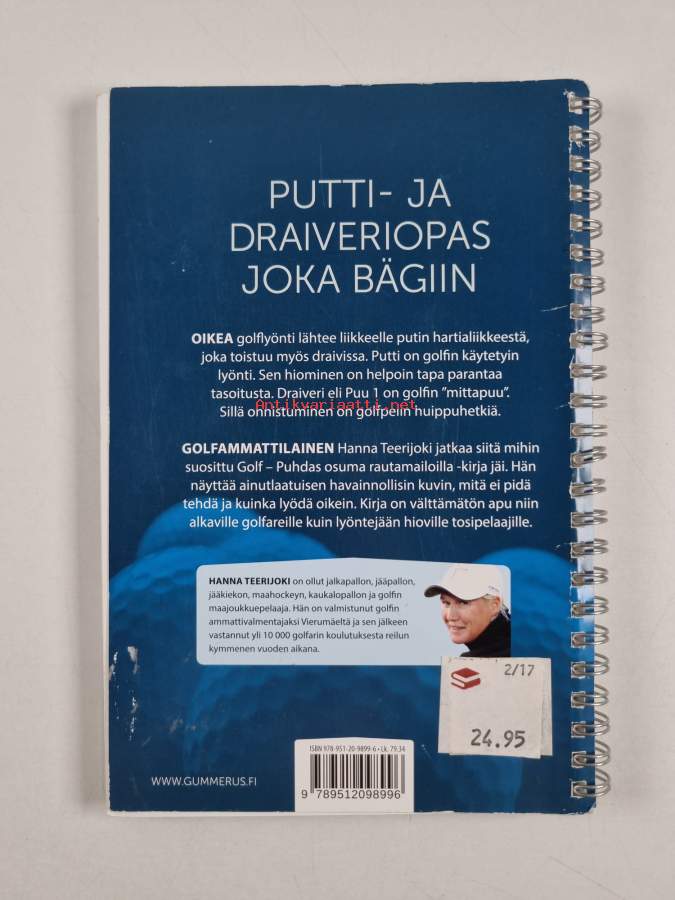 PUTTI- JA
DRAIVERIOPAS
JOKA BÄGIIN
OIKEA golflyönti lähtee liikkeelle putin hartialiikkeestä,
joka toistuu myös draivissa. Putti on golfin käytetyin
lyönti. Sen hiominen on helpoin tapa parantaa
tasoitusta. Draiveri eli Puu 1 on golfin ”mittapuu”.
Antikvariaatti.net
Sillä onnistuminen on golfpelin huippuhetkiä.
GOLFAMMATTILAINEN Hanna Teerijoki jatkaa siitä mihin
suosittu Golf – Puhdas osuma rautamailoilla -kirja jäi. Hän
näyttää ainutlaatuisen havainnollisin kuvin, mitä ei pidä
tehdä ja kuinka lyödä oikein. Kirja on välttämätön apu niin
alkaville golfareille kuin lyöntejään hioville tosipelaajille.
HANNA TEERIJOKI on ollut jalkapallon, jääpallon,
jääkiekon, maahockeyn, kaukalopallon ja golfin
maajoukkuepelaaja. Hän on valmistunut golfin
ammattivalmentajaksi Vierumäeltä ja sen jälkeen
vastannut yli 10 000 golfarin koulutuksesta reilun
kymmenen vuoden aikana.
2/17
24.95
ISBN 978-951-20-9899-6 • Lk. 79.34
9 789512 098996
WWW.GUMMERUS.FI